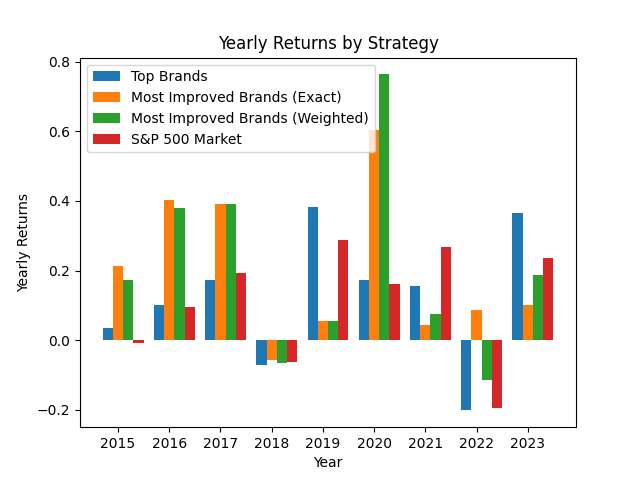 Yearly Returns by Strategy
Top Brands
Most Improved Brands (Exact)
Most Improved Brands (Weighted)
S&P 500 Market
Yearly Returns
0.8
0.6
0.4
0.2
0.0
−0.2
2015 2016 2017 2018 2019 2020 2021 2022 2023
Year